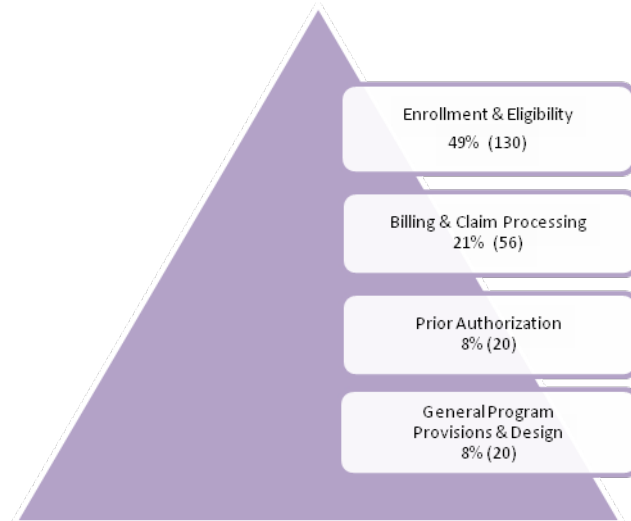 Enrollment & Eligibility
49% (130)
Billing & Claim Processing
21% (56)
Prior Authorization
8% (20)
General Program
Provisions & Design
8% (20)